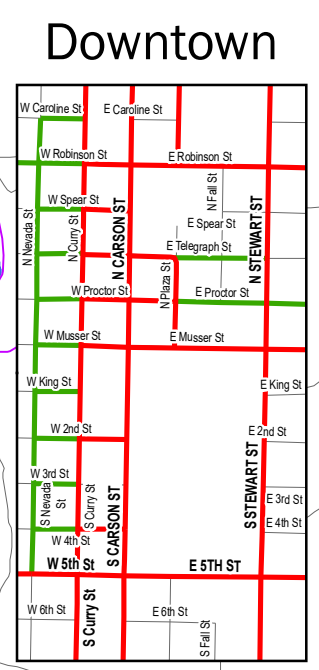 Downtown
W Caroline St
E Caroline St
W Robinson St
E Robinson St
N Fall St
W Spear St
N Nevada St
N Curry St
N CARSON ST
E Spear St
N STEWART ST
E Telegraph St
N Plaza St
W Proctor St
E Proctor St
W Musser St
E Musser St
W King St
E King St
W 2nd St
E 2nd St
S STEWART ST
W 3rd St
S Nevada
St
S Curry St
S CARSON ST
E 3rd St
E 4th St
W 4th St
W 5th St
E 5TH ST
S Curry St
W 6th St
E 6th St
S Fall St